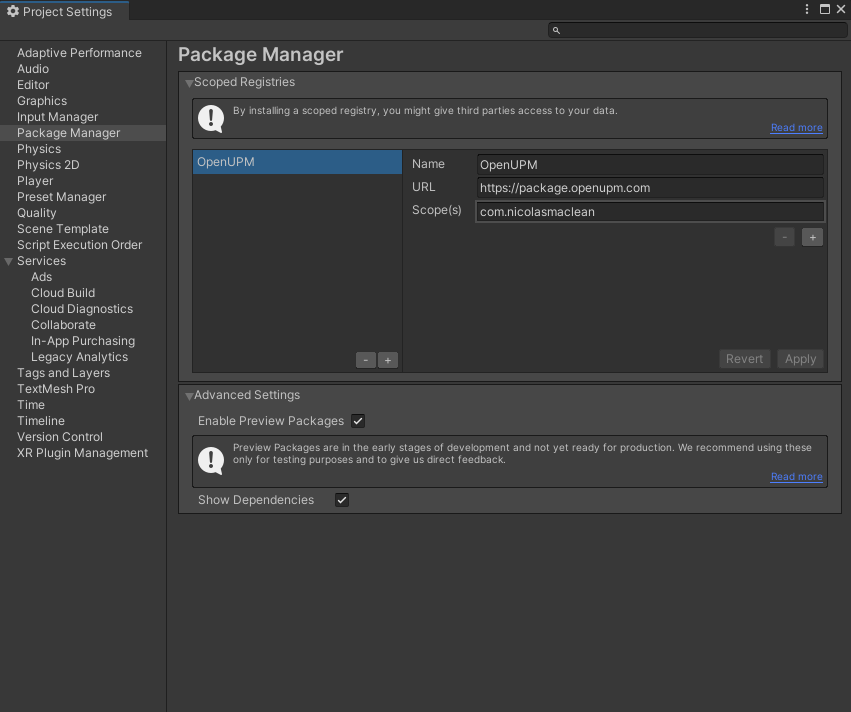 Project Settings
Adaptive Performance
Audio
Editor
Graphics
Input Manager
Package Manager
Physics
Physics 2D
Player
Preset Manager
Quality
Scene Template
Script Execution Order
Services
Ads
Cloud Build
Cloud Diagnostics
Collaborate
In-App Purchasing
Legacy Analytics
Tags and Layers
TextMesh Pro
Time
Timeline
Version Control
XR Plugin Management
Package Manager
Scoped Registries
By installing a scoped registry, you might give third parties access to your data.
Read more
OpenUPM
- +
Name OpenUPM
URL https://package.openupm.com
Scope(s) com.nicolasmaclean
- +
Revert Apply
Advanced Settings
Enable Preview Packages
Preview Packages are in the early stages of development and not yet ready for production. We recommend using these
only for testing purposes and to give us direct feedback.
Read more
Show Dependencies